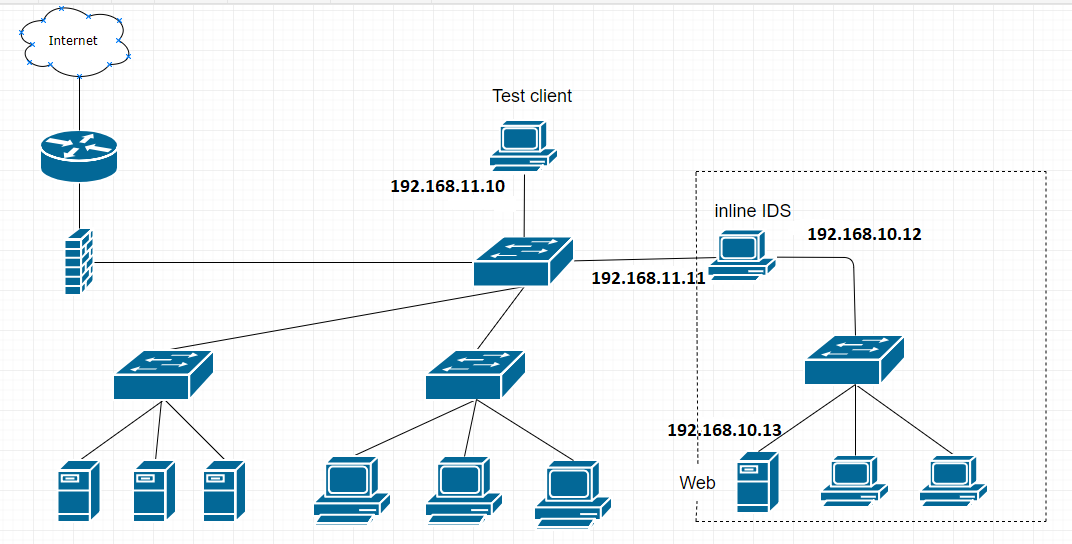 Internet
Test client
192.168.11.10
inline IDS
192.168.10.12
192.168.11.11
192.168.10.13
Web